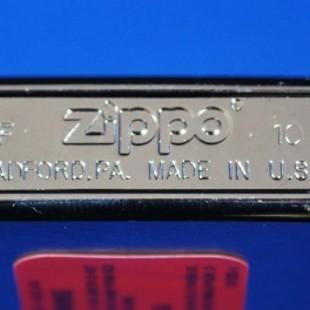 F zippo® 10
ADFORD, PA. MADE IN U.S